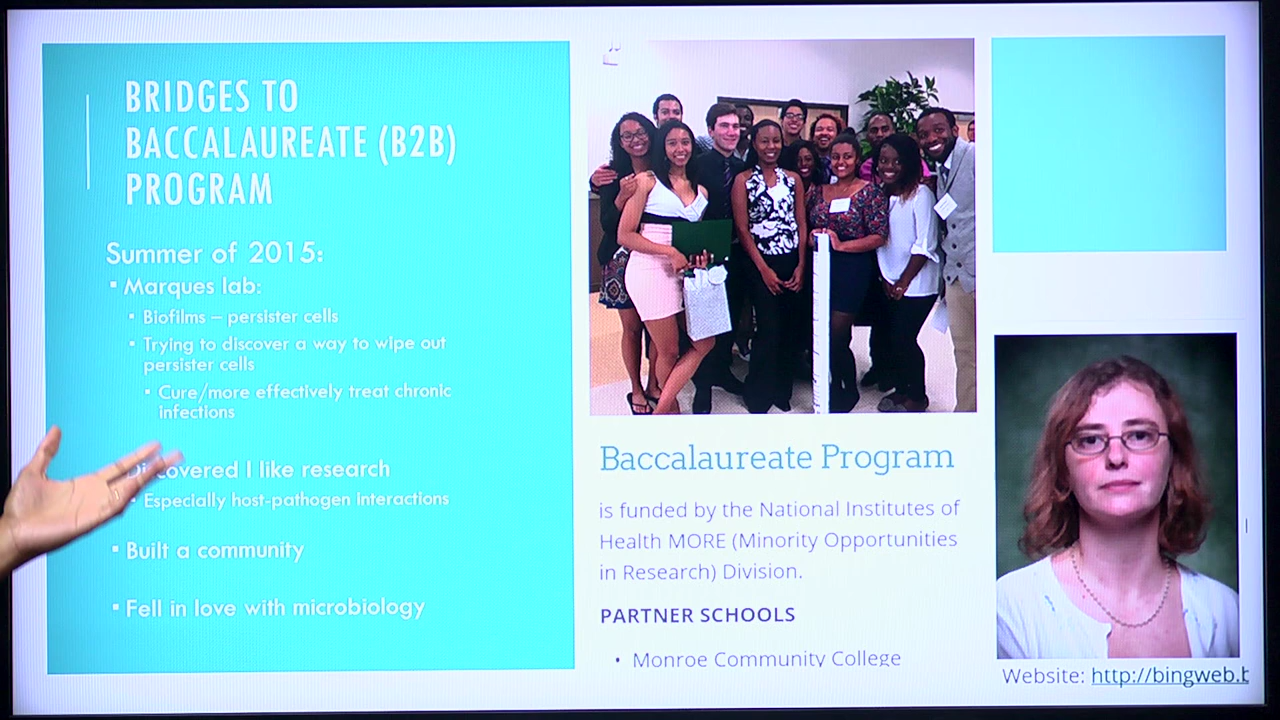 BRIDGES TO
BACCALAUREATE (B2B)
PROGRAM
Summer of 2015:
▪ Marques lab:
▪ Biofilms – persister cells
▪ Trying to discover a way to wipe out
persister cells
▪ Cure/more effectively treat chronic
infections
Discovered I like research
▪ Especially host-pathogen interactions
▪ Built a community
▪ Fell in love with microbiology
Baccalaureate Program
is funded by the National Institutes of
Health MORE (Minority Opportunities
in Research) Division.
PARTNER SCHOOLS
• Monroe Community College
Website: http://bingweb.b